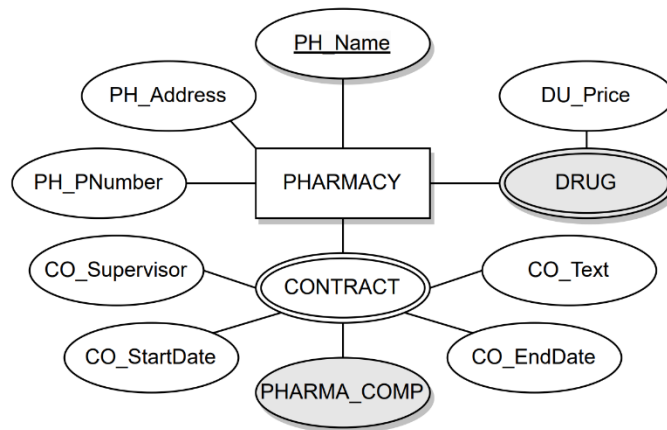 PH_Name
PH_Address
DU_Price
PH_PNumber
PHARMACY
DRUG
CO_Supervisor
CONTRACT
CO_Text
CO_StartDate
CO_EndDate
PHARMA_COMP